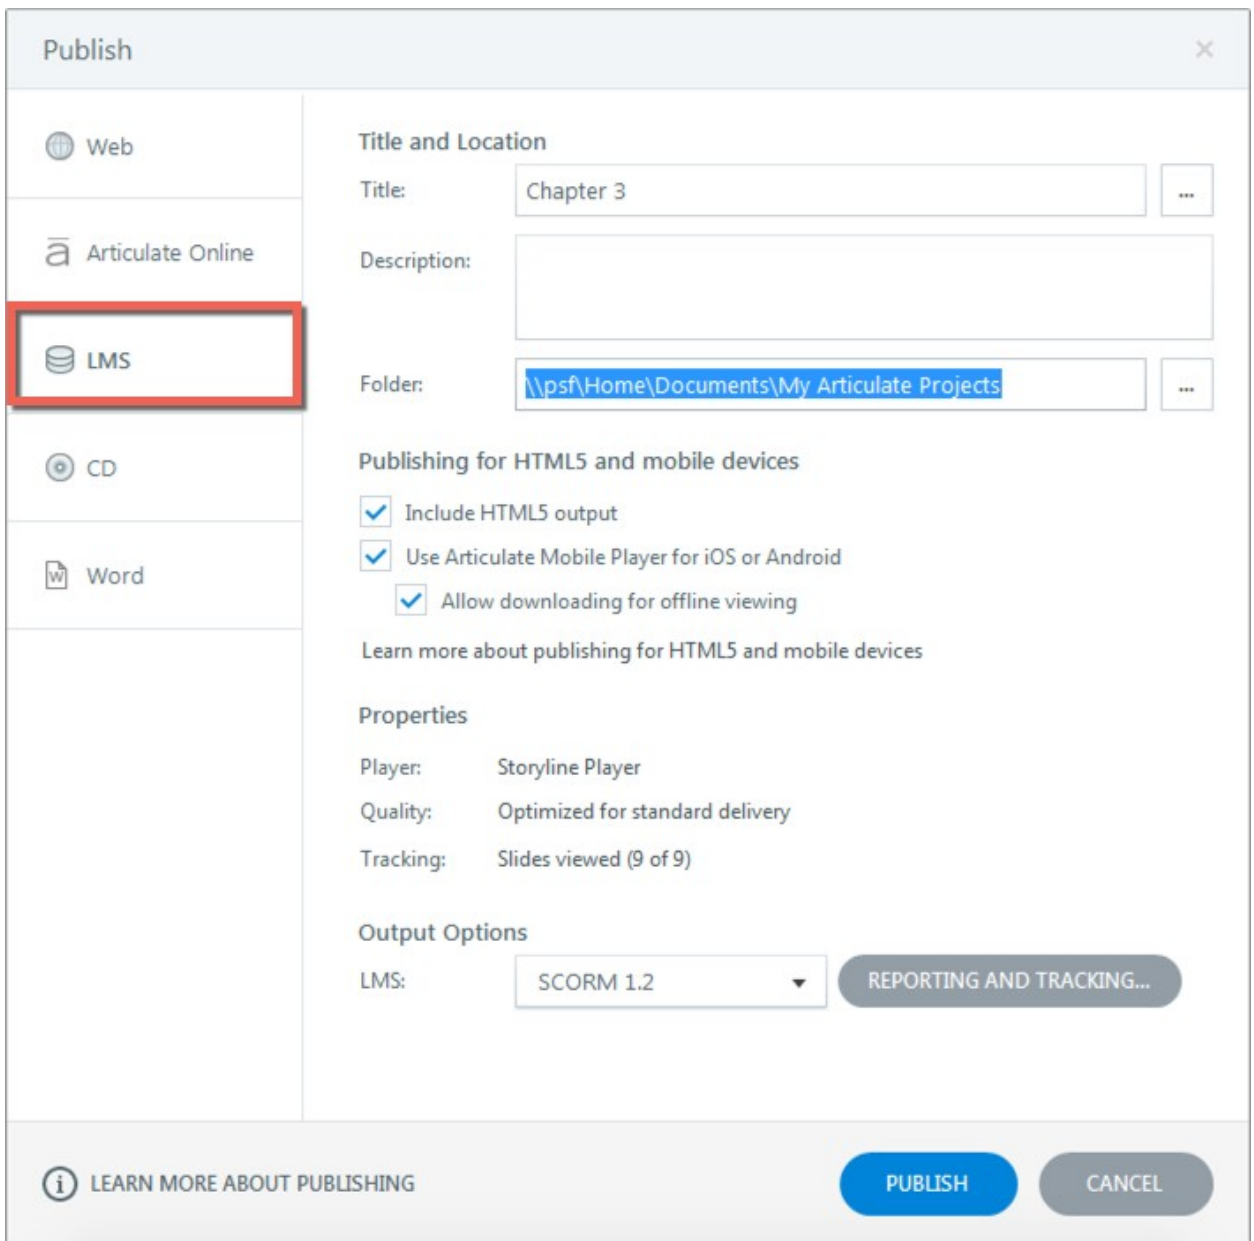 Publish
Web
Articulate Online
LMS
CD
Word
Title and Location
Title: Chapter 3 ...
Description:
Folder: \\psf\Home\Documents\My Articulate Projects ...
Publishing for HTML5 and mobile devices
Include HTML5 output
Use Articulate Mobile Player for iOS or Android
Allow downloading for offline viewing
Learn more about publishing for HTML5 and mobile devices
Properties
Player: Storyline Player
Quality: Optimized for standard delivery
Tracking: Slides viewed (9 of 9)
Output Options
LMS: SCORM 1.2 REPORTING AND TRACKING...
LEARN MORE ABOUT PUBLISHING PUBLISH CANCEL